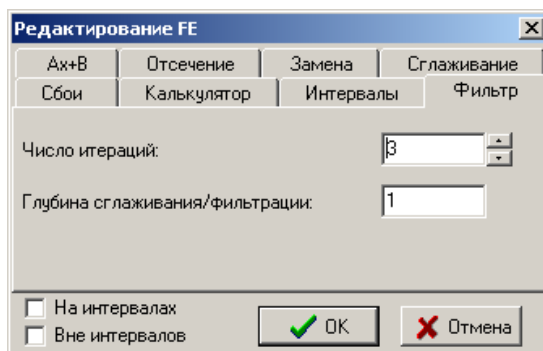 Редактирование FE
Ax+B Отсечение Замена Сглаживание
Сбои Калькулятор Интервалы Фильтр
Число итераций: 3
Глубина сглаживания/фильтрации: 1
На интервалах
Вне интервалов
OK Отмена